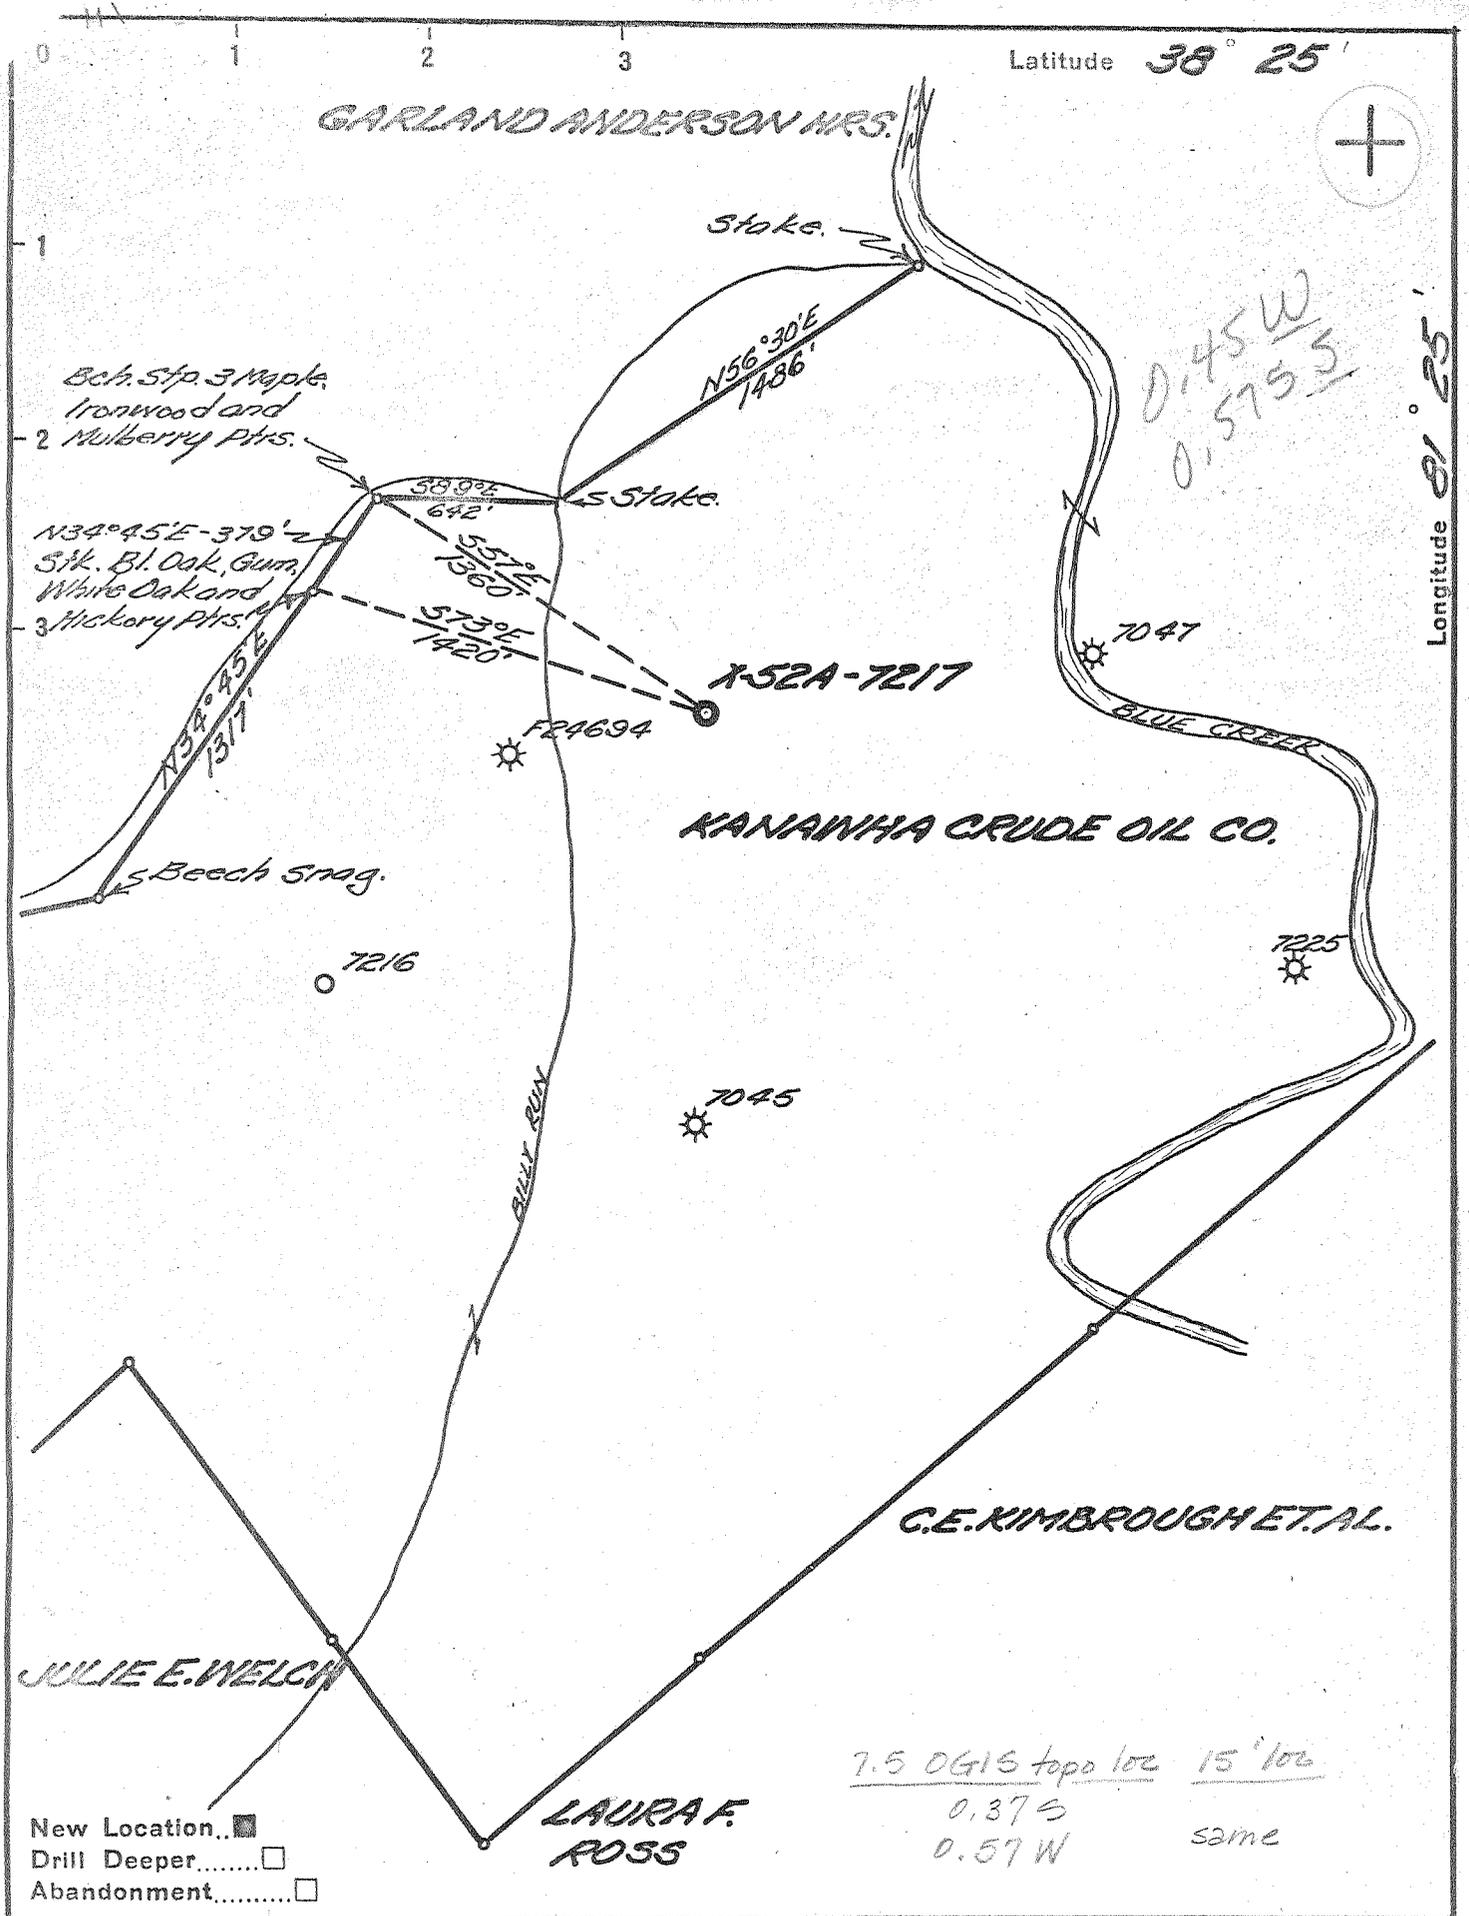 0 1 2 3
Latitude 38° 25'
GARLAND ANDERSON HRS.
Stake.
1
N56°30'E
1486'
0.45 W
0.575 S
Longitude 81° 25'
Bch. Stp. 3 Maple,
Ironwood and
2
Mulberry Ptrs.
S89°E
642'
Stake.
N34°45'E-379'
Stk. Bl. Oak, Gum,
White Oak and
Hickory Ptrs.
3
S57°E
1360'
S73°E
1420'
N34°45'E
1317'
7047
X-52A-7217
BLUE CREEK
F24694
KANAWHA CRUDE OIL CO.
Beech Snag.
7225
7216
7045
BILLY RUN
C.E. KIMBROUGH ET. AL.
JULIE E. WELCH
7.5 OGIS topo loc 15' loc
0.37 S
0.57 W
same
LAURA F.
ROSS
New Location..
Drill Deeper........
Abandonment..........